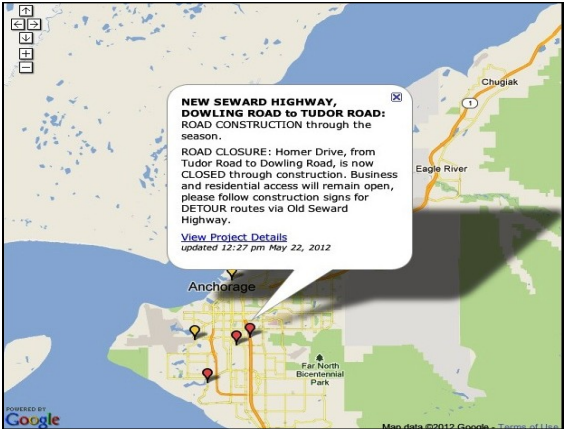 Chugiak
1
NEW SEWARD HIGHWAY,
DOWLING ROAD to TUDOR ROAD:
ROAD CONSTRUCTION through the
season.
ROAD CLOSURE: Homer Drive, from
Tudor Road to Dowling Road, is now
CLOSED through construction. Business
and residential access will remain open,
please follow construction signs for
DETOUR routes via Old Seward
Highway.
View Project Details
updated 12:27 pm May 22, 2012
Eagle River
Anchorage
Far North
Bicentennial
Park
POWERED BY
Google
Map data ©2012 Google - Terms of Use